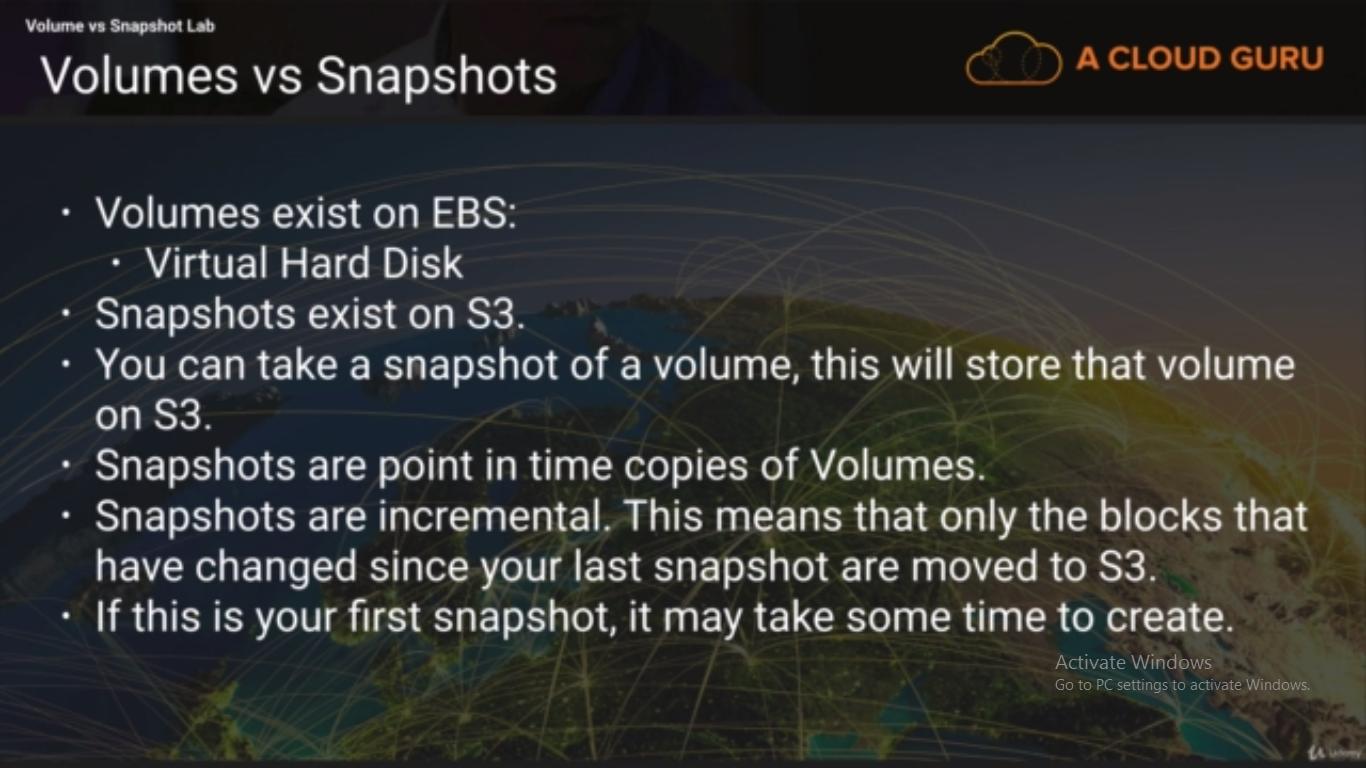 Volume vs Snapshot Lab
Volumes vs Snapshots
A CLOUD GURU
· Volumes exist on EBS:
· Virtual Hard Disk
· Snapshots exist on S3.
· You can take a snapshot of a volume, this will store that volume
on S3.
· Snapshots are point in time copies of Volumes.
· Snapshots are incremental. This means that only the blocks that
have changed since your last snapshot are moved to S3.
· If this is your first snapshot, it may take some time to create.
Activate Windows
Go to PC settings to activate Windows.
Udemy